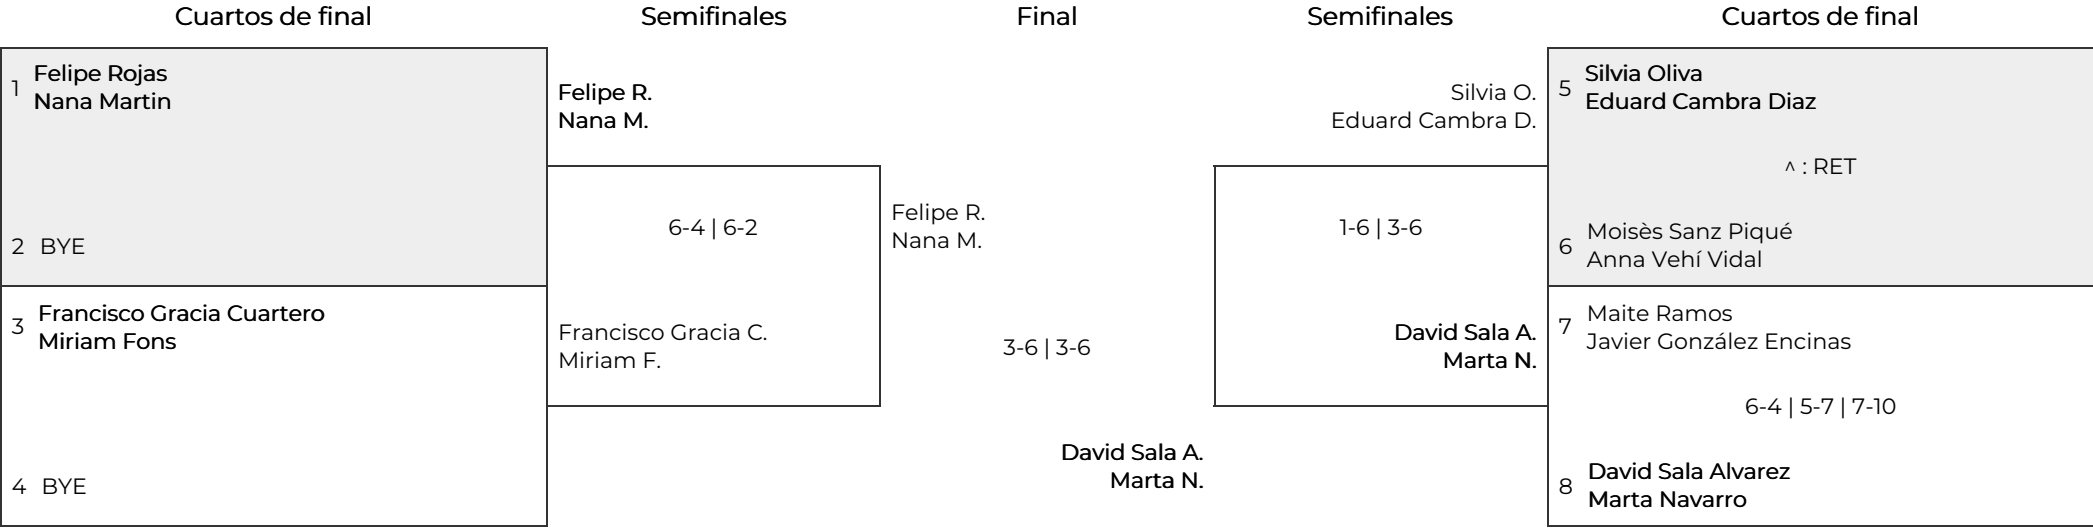 Cuartos de final
Semifinales
Final
Semifinales
Cuartos de final
1
Felipe Rojas
Nana Martin
2 BYE
3
Francisco Gracia Cuartero
Miriam Fons
4 BYE
Felipe R.
Nana M.
6-4 | 6-2
Francisco Gracia C.
Miriam F.
Felipe R.
Nana M.
3-6 | 3-6
David Sala A.
Marta N.
Silvia O.
Eduard Cambra D.
1-6 | 3-6
David Sala A.
Marta N.
5
Silvia Oliva
Eduard Cambra Diaz
^ : RET
6
Moisès Sanz Piqué
Anna Vehí Vidal
7
Maite Ramos
Javier González Encinas
6-4 | 5-7 | 7-10
8
David Sala Alvarez
Marta Navarro